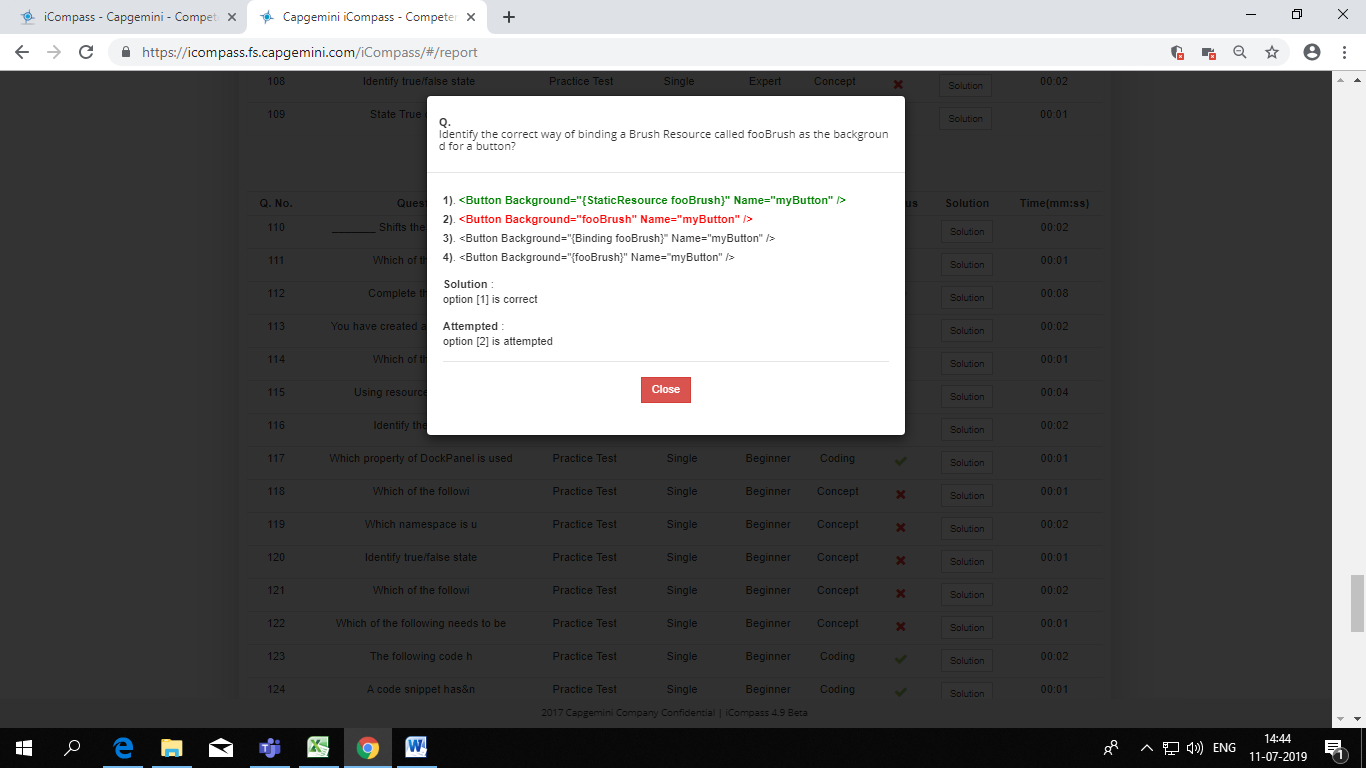 iCompass - Capgemini - Compet
Capgemini iCompass - Competen
https://icompass.fs.capgemini.com/iCompass/#/report
108 Identify true/false state Practice Test Single Expert Concept Solution 00:02
109 State True Solution 00:01
Q.
Identify the correct way of binding a Brush Resource called fooBrush as the backgroun
d for a button?
1). <Button Background="{StaticResource fooBrush}" Name="myButton" />
2). <Button Background="fooBrush" Name="myButton" />
3). <Button Background="{Binding fooBrush}" Name="myButton" />
4). <Button Background="{fooBrush}" Name="myButton" />
Solution :
option [1] is correct
Attempted :
option [2] is attempted
Close
Q. No. Ques us Solution Time(mm:ss)
110 ________ Shifts the Solution 00:02
111 Which of th Solution 00:01
112 Complete th Solution 00:08
113 You have created a Solution 00:02
114 Which of th Solution 00:01
115 Using resource Solution 00:04
116 Identify the Solution 00:02
117 Which property of DockPanel is used Practice Test Single Beginner Coding Solution 00:01
118 Which of the followi Practice Test Single Beginner Concept Solution 00:01
119 Which namespace is u Practice Test Single Beginner Concept Solution 00:02
120 Identify true/false state Practice Test Single Beginner Concept Solution 00:01
121 Which of the followi Practice Test Single Beginner Concept Solution 00:02
122 Which of the following needs to be Practice Test Single Beginner Concept Solution 00:01
123 The following code h Practice Test Single Beginner Coding Solution 00:02
124 A code snippet has&n Practice Test Single Beginner Coding Solution 00:01
2017 Capgemini Company Confidential | iCompass 4.9 Beta
ENG
14:44
11-07-2019
1